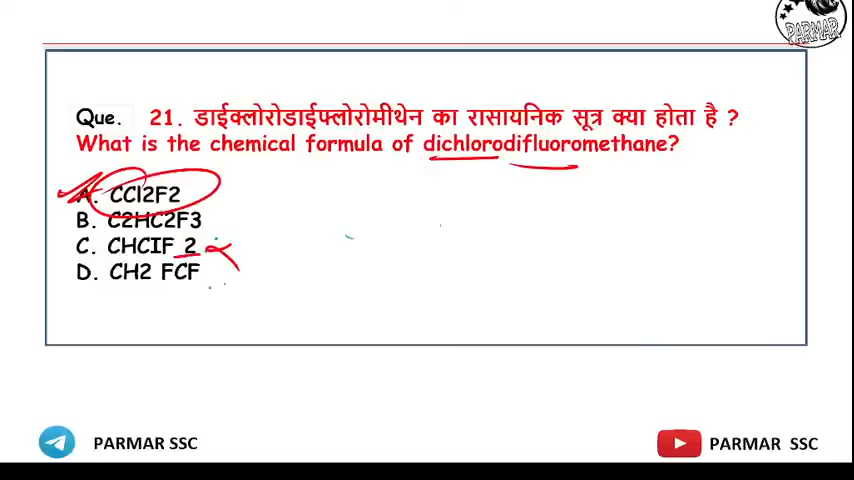 PARMAR
Que. 21. डाईक्लोरोडाईफ्लोरोमीथेन का रासायनिक सूत्र क्या होता है ?
What is the chemical formula of dichlorodifluoromethane?
A. CCl2F2
B. C2HC2F3
C. CHCIF 2
D. CH2 FCF
PARMAR SSC
PARMAR SSC